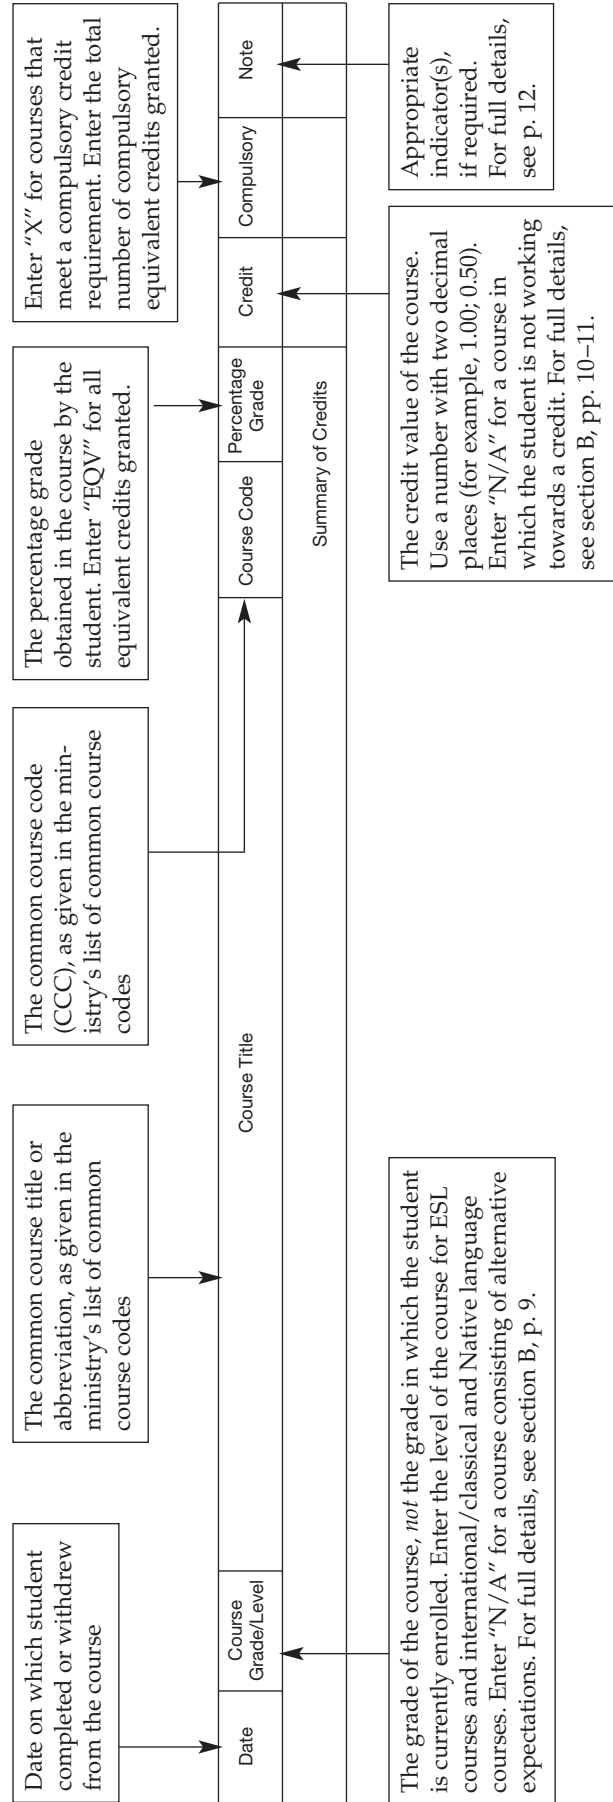 Date on which student
completed or withdrew
from the course
The common course title or
abbreviation, as given in the
ministry’s list of common
course codes
The common course code
(CCC), as given in the min-
istry’s list of common course
codes
The percentage grade
obtained in the course by the
student. Enter “EQV” for all
equivalent credits granted.
Enter “X” for courses that
meet a compulsory credit
requirement. Enter the total
number of compulsory
equivalent credits granted.
Date
Course
Grade/Level
Course Title
Course Code
Percentage
Grade
Credit
Compulsory
Note
Summary of Credits
The grade of the course, not the grade in which the student
is currently enrolled. Enter the level of the course for ESL
courses and international/classical and Native language
courses. Enter “N/A” for a course consisting of alternative
expectations. For full details, see section B, p. 9.
The credit value of the course.
Use a number with two decimal
places (for example, 1.00; 0.50).
Enter “N/A” for a course in
which the student is not working
towards a credit. For full details,
see section B, pp. 10–11.
Appropriate
indicator(s),
if required.
For full details,
see p. 12.